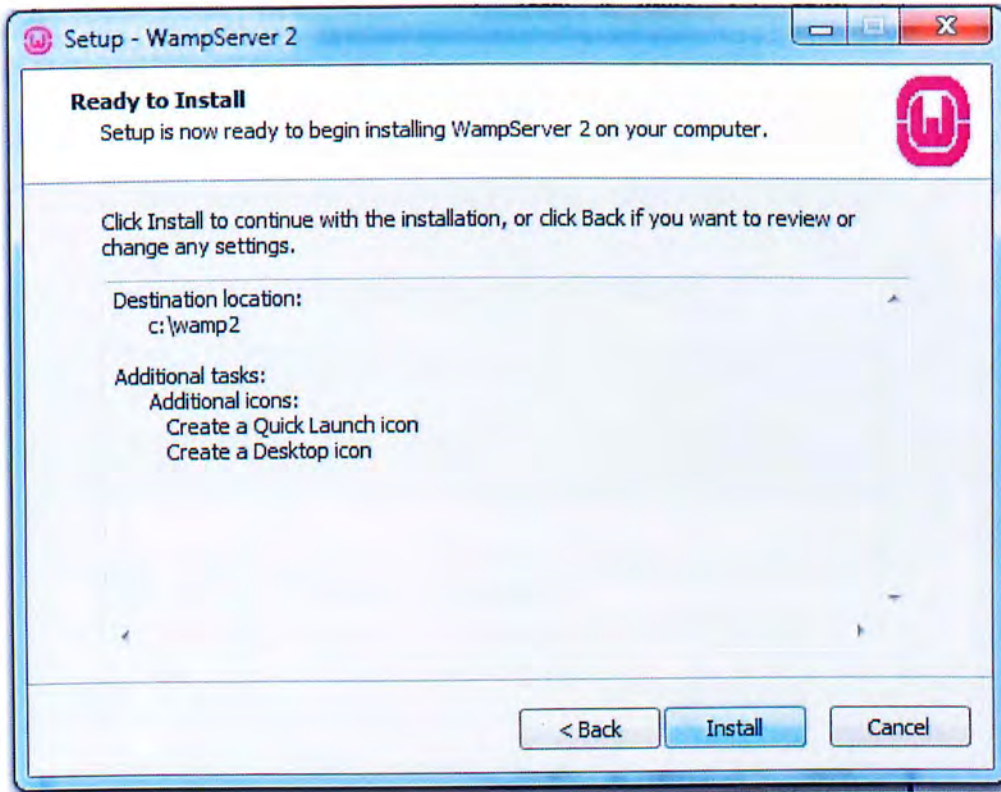 Setup - WampServer 2
Ready to Install
Setup is now ready to begin installing WampServer 2 on your computer.
Click Install to continue with the installation, or click Back if you want to review or
change any settings.
Destination location:
c:\wamp2
Additional tasks:
Additional icons:
Create a Quick Launch icon
Create a Desktop icon
< Back
Install
Cancel